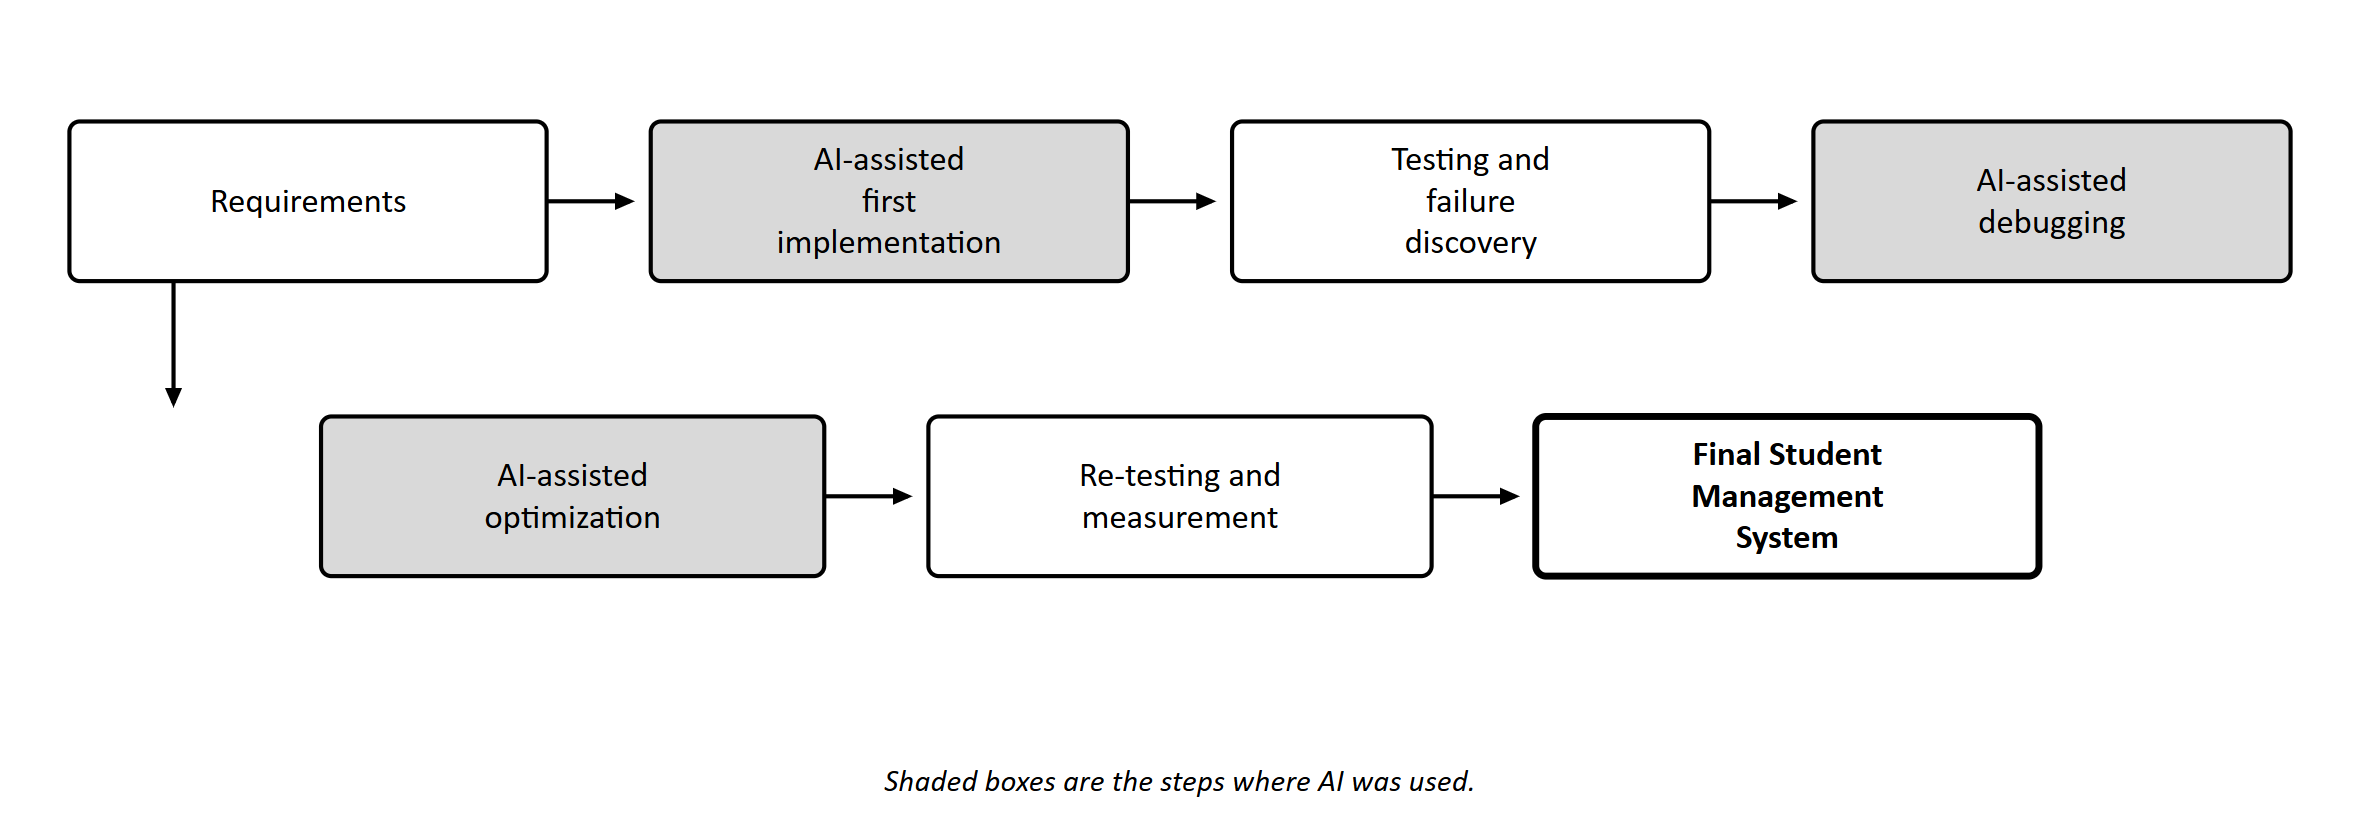 Requirements
AI-assisted
first
implementation
Testing and
failure
discovery
AI-assisted
debugging
AI-assisted
optimization
Re-testing and
measurement
Final Student
Management
System
Shaded boxes are the steps where AI was used.